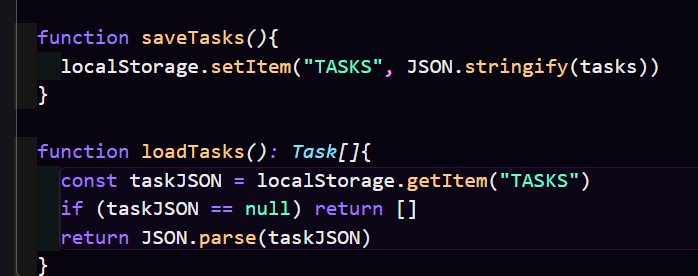 function saveTasks(){
  localStorage.setItem("TASKS", JSON.stringify(tasks))
}
function loadTasks(): Task[]{
  const taskJSON = localStorage.getItem("TASKS")
  if (taskJSON == null) return []
  return JSON.parse(taskJSON)
}